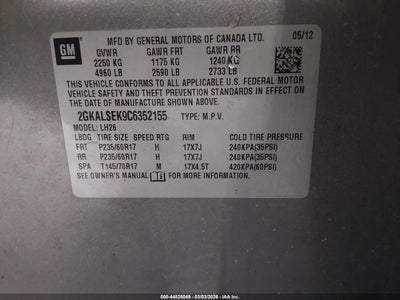 GM
MFD BY GENERAL MOTORS OF CANADA LTD.
05/12
GVWR GAWR FRT GAWR RR
2250 KG 1175 KG 1240 KG
4960 LB 2590 LB 2733 LB
THIS VEHICLE CONFORMS TO ALL APPLICABLE U.S. FEDERAL MOTOR
VEHICLE SAFETY AND THEFT PREVENTION STANDARDS IN EFFECT
ON THE DATE OF MANUFACTURE SHOWN ABOVE.
2GKALSEK9C6352155 TYPE: M.P.V.
MODEL: LH26
LBDG TIRE SIZE SPEED RTG RIM COLD TIRE PRESSURE
FRT P235/60R17 H 17X7J 240KPA(35PSI)
RR P235/60R17 H 17X7J 240KPA(35PSI)
SPA T145/70R17 M 17X4.5T 420KPA(60PSI)
SEE OWNER'S MANUAL FOR ADDITIONAL INFORMATION.
000-44528049 - 03/03/2026 - IAA, Inc.